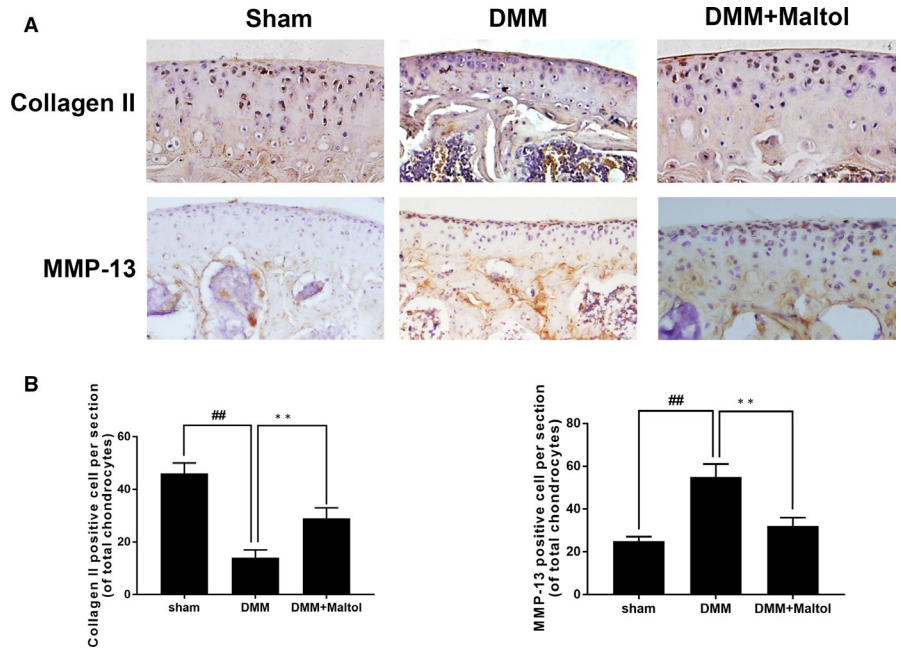 A
Sham
DMM
DMM+Maltol
Collagen II
MMP-13
B
Collagen II positive cell per section
(of total chondrocytes)
60
40
20
0
##
**
sham
DMM
DMM+Maltol
MMP-13 positive cell per section
(of total chondrocytes)
80
60
40
20
0
##
**
sham
DMM
DMM+Maltol